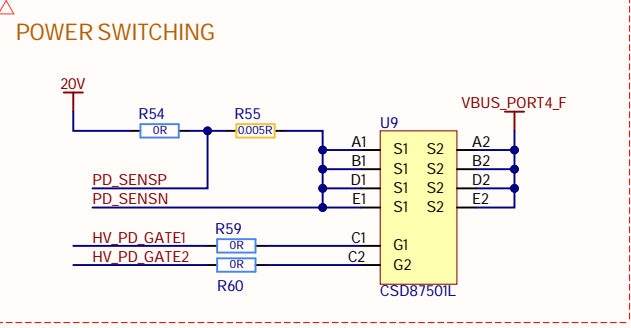 POWER SWITCHING
20V
R54
0R
R55
0.005R
VBUS_PORT4_F
U9
A1 S1 S2 A2
B1 S1 S2 B2
PD_SENSP
D1 S1 S2 D2
PD_SENSN
E1 S1 S2 E2
R59
HV_PD_GATE1
0R
C1 G1
HV_PD_GATE2
0R
C2 G2
R60
CSD87501L